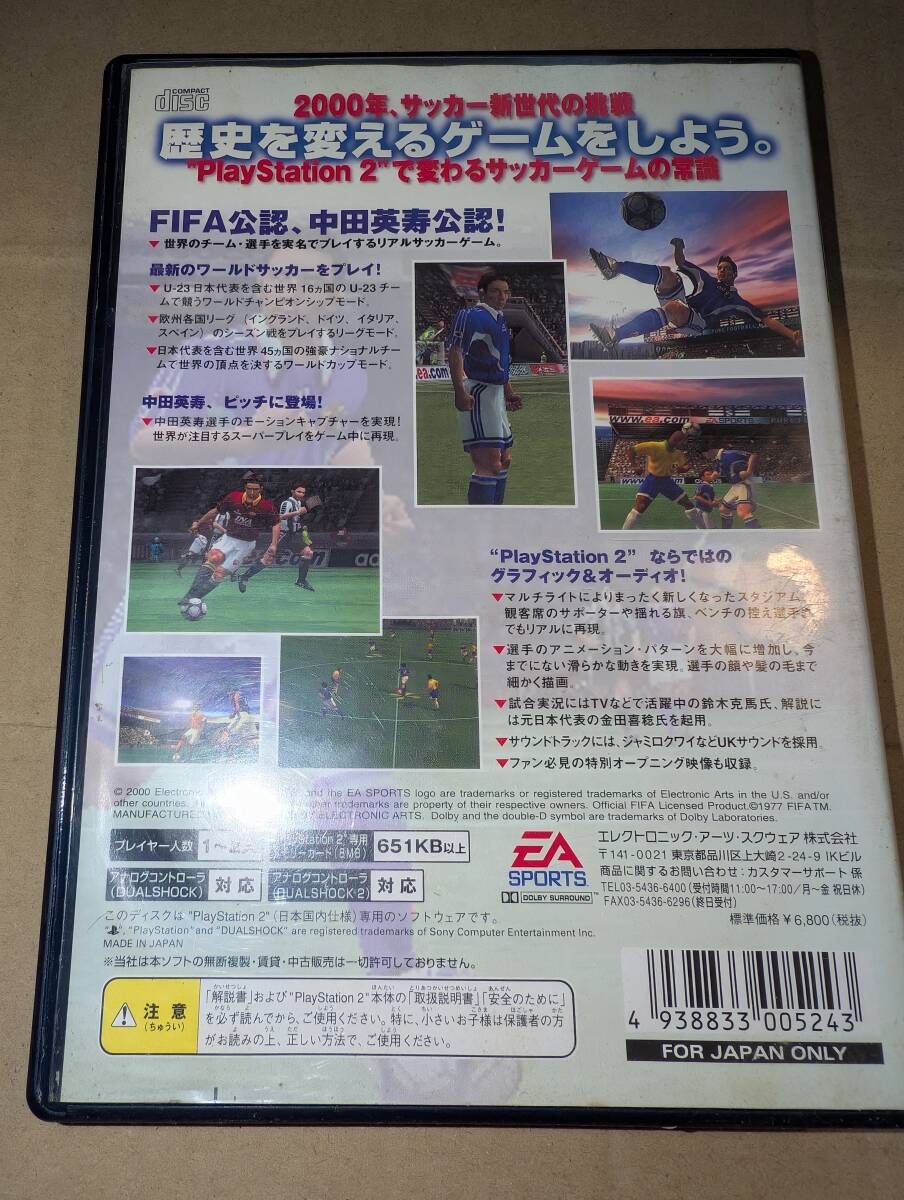 COMPACT
disc
2000年、サッカー新世代の挑戦
歴史を変えるゲームをしよう。
"PlayStation 2"で変わるサッカーゲームの常識
FIFA公認、中田英寿公認!
▼世界のチーム・選手を実名でプレイするリアルサッカーゲーム。
最新のワールドサッカーをプレイ!
▼U-23日本代表を含む世界16ヵ国のU-23チー
ムで競うワールドチャンピオンシップモード。
▼欧州各国リーグ(イングランド、ドイツ、イタリア、
スペイン)のシーズン戦をプレイするリーグモード。
▼日本代表を含む世界45ヵ国の強豪ナショナルチー
ムで世界の頂点を決するワールドカップモード。
中田英寿、ピッチに登場!
▼中田英寿選手のモーションキャプチャーを実現!
世界が注目するスーパープレイをゲーム中に再現。
ea.com
www.ea.com
EA SPORTS
"PlayStation 2" ならではの
グラフィック&オーディオ!
▼マルチライトによりまったく新しくなったスタジアム。
観客席のサポーターや揺れる旗、ベンチの控え選手
でもリアルに再現。
▼選手のアニメーション・パターンを大幅に増加し、今
までにない滑らかな動きを実現。選手の顔や髪の毛まで
細かく描画。
▼試合実況にはTVなどで活躍中の鈴木克馬氏、解説に
は元日本代表の金田喜稔氏を起用。
▼サウンドトラックには、ジャミロクワイなどUKサウンドを採用。
▼ファン必見の特別オープニング映像も収録。
© 2000 Electronic and the EA SPORTS logo are trademarks or registered trademarks of Electronic Arts in the U.S. and/or
other countries. other trademarks are property of their respective owners. Official FIFA Licensed Product.©1977 FIFA TM.
MANUFACTURE ELECTRONIC ARTS. Dolby and the double-D symbol are trademarks of Dolby Laboratories.
プレイヤー人数 1〜 "PlayStation 2"専用メモリーカード(8MB) 651KB以上
アナログコントローラ(DUALSHOCK) 対応 アナログコントローラ(DUALSHOCK 2) 対応
EA
SPORTS
DOLBY SURROUND
エレクトロニック・アーツ・スクウェア 株式会社
〒141-0021 東京都品川区上大崎2-24-9 IKビル
商品に関するお問い合わせ:カスタマーサポート 係
TEL03-5436-6400(受付時間11:00〜17:00/月〜金 祝日休)
FAX03-5436-6296(終日受付)
標準価格¥6,800(税抜)
このディスクは"PlayStation 2"(日本国内仕様)専用のソフトウェアです。
"", "PlayStation" and "DUALSHOCK" are registered trademarks of Sony Computer Entertainment Inc.
MADE IN JAPAN
※当社は本ソフトの無断複製・賃貸・中古販売は一切許可しておりません。
注意
(ちゅうい)
「解説書」および"PlayStation 2"本体の「取扱説明書」「安全のために」
を必ず読んでから、ご使用ください。特に、小さいお子様は保護者の方
がお読みの上、正しい方法で、ご使用ください。
4 938833 005243
FOR JAPAN ONLY